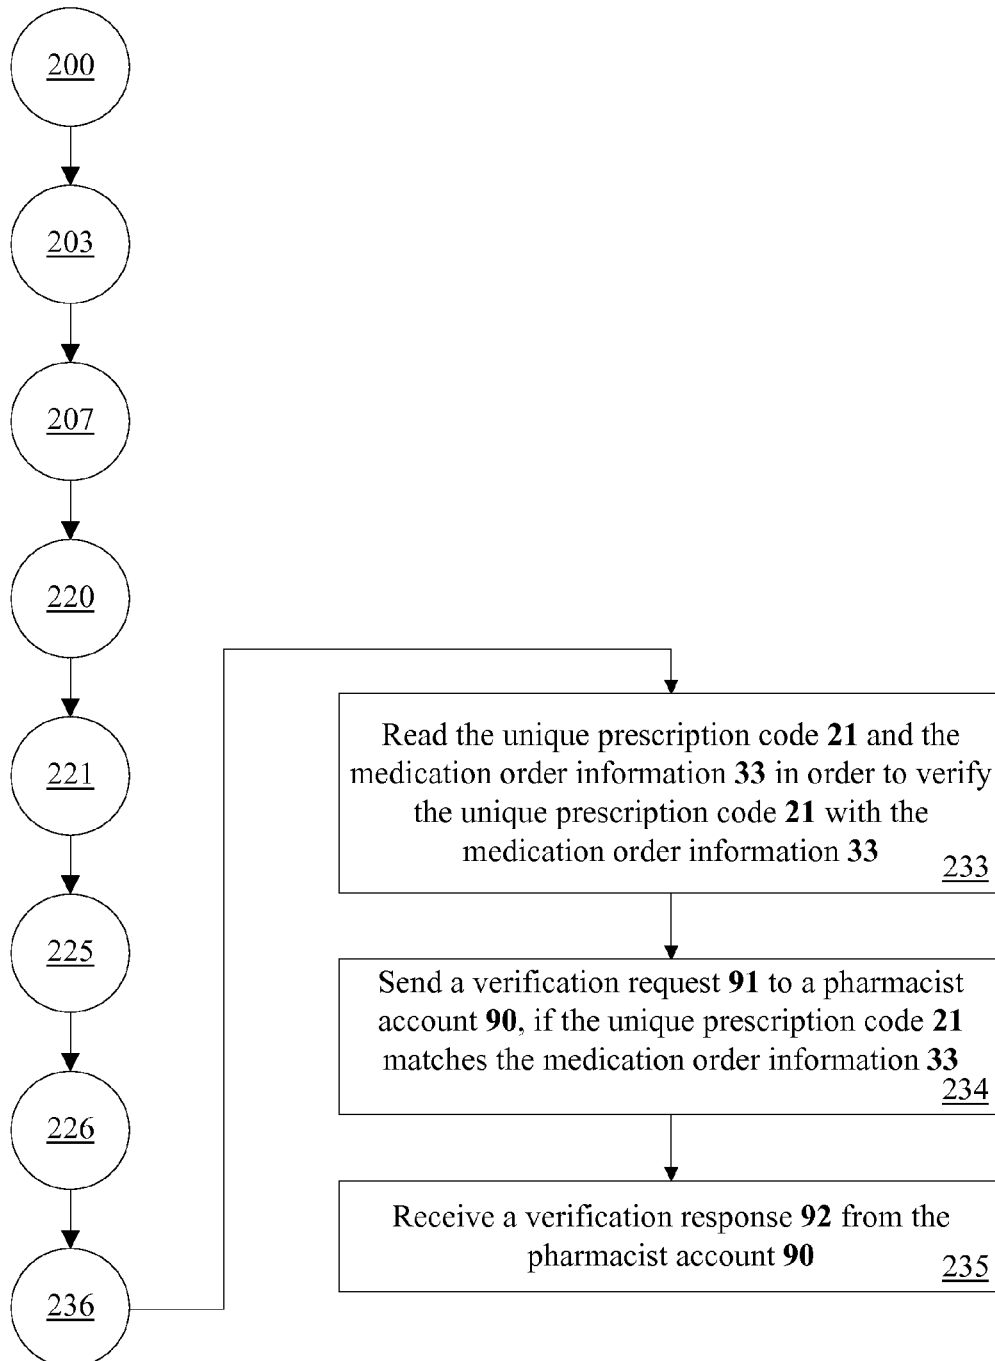 200
203
207
220
221
225
226
236
Read the unique prescription code 21 and the
medication order information 33 in order to verify
the unique prescription code 21 with the
medication order information 33
233
Send a verification request 91 to a pharmacist
account 90, if the unique prescription code 21
matches the medication order information 33
234
Receive a verification response 92 from the
pharmacist account 90
235